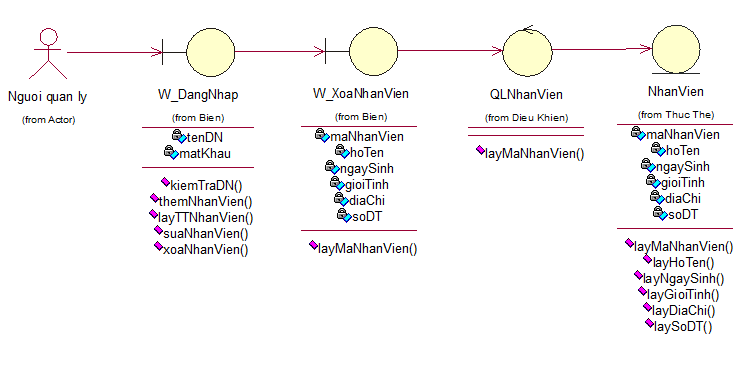 Nguoi quan ly
(from Actor)
W_DangNhap
(from Bien)
tenDN
matKhau
kiemTraDN()
themNhanVien()
layTTNhanVien()
suaNhanVien()
xoaNhanVien()
W_XoaNhanVien
(from Bien)
maNhanVien
hoTen
ngaySinh
gioiTinh
diaChi
soDT
layMaNhanVien()
QLNhanVien
(from Dieu Khien)
layMaNhanVien()
NhanVien
(from Thuc The)
maNhanVien
hoTen
ngaySinh
gioiTinh
diaChi
soDT
layMaNhanVien()
layHoTen()
layNgaySinh()
layGioiTinh()
layDiaChi()
laySoDT()